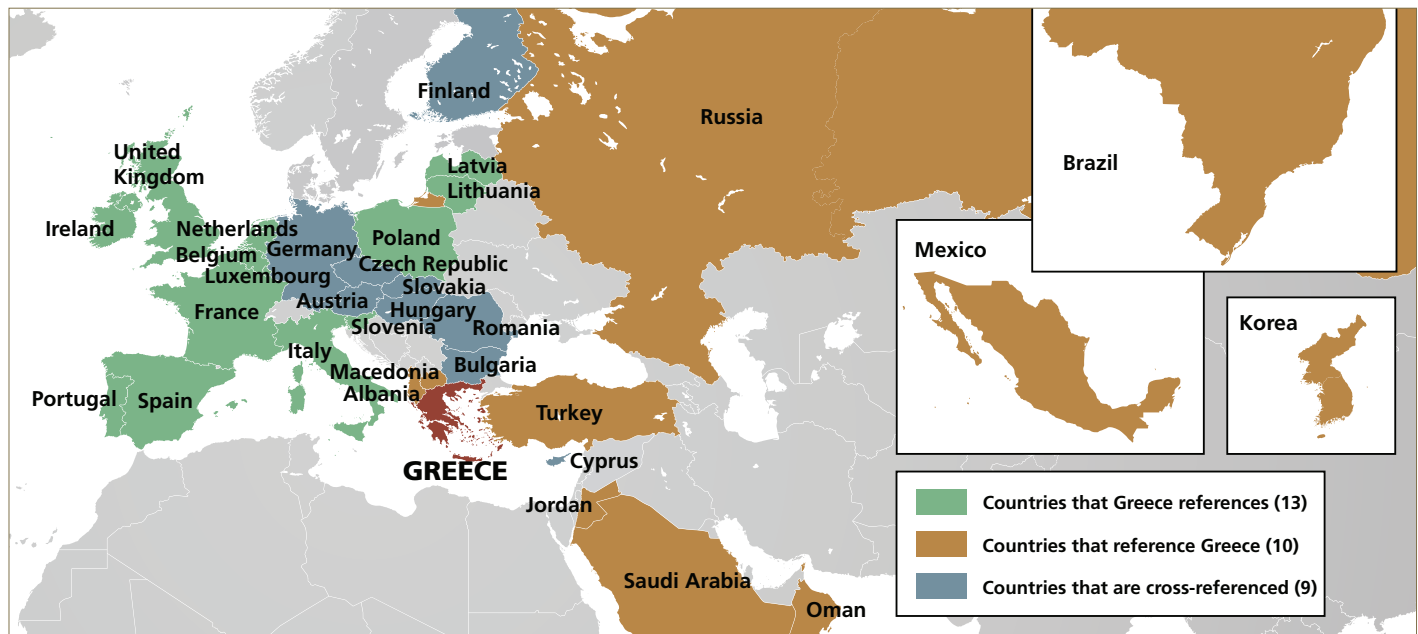 Finland
Russia
United
Kingdom
Latvia
Lithuania
Brazil
Ireland
Netherlands
Poland
Germany
Belgium
Czech Republic
Mexico
Luxembourg
Slovakia
Austria
Hungary
France
Slovenia
Romania
Korea
Italy
Bulgaria
Macedonia
Albania
Portugal
Spain
Turkey
GREECE
Cyprus
Jordan
Saudi Arabia
Oman
Countries that Greece references (13)
Countries that reference Greece (10)
Countries that are cross-referenced (9)